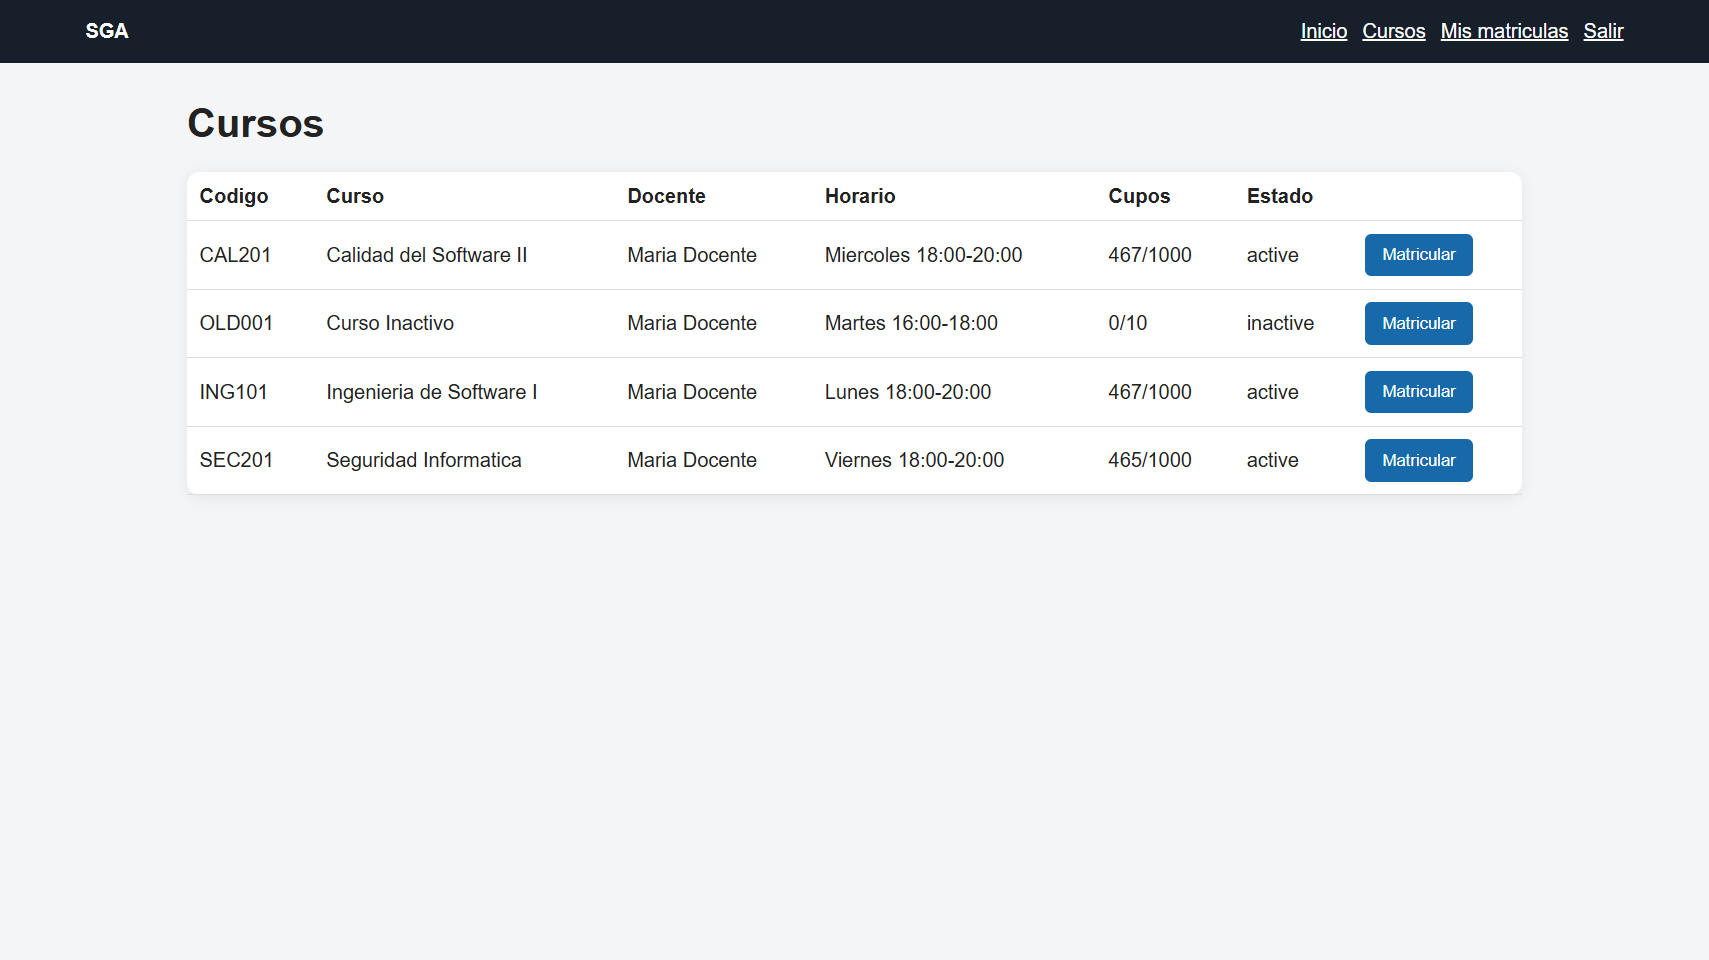 SGA Inicio Cursos Mis matriculas Salir
Cursos
Codigo Curso Docente Horario Cupos Estado
CAL201 Calidad del Software II Maria Docente Miercoles 18:00-20:00 467/1000 active Matricular
OLD001 Curso Inactivo Maria Docente Martes 16:00-18:00 0/10 inactive Matricular
ING101 Ingenieria de Software I Maria Docente Lunes 18:00-20:00 467/1000 active Matricular
SEC201 Seguridad Informatica Maria Docente Viernes 18:00-20:00 465/1000 active Matricular